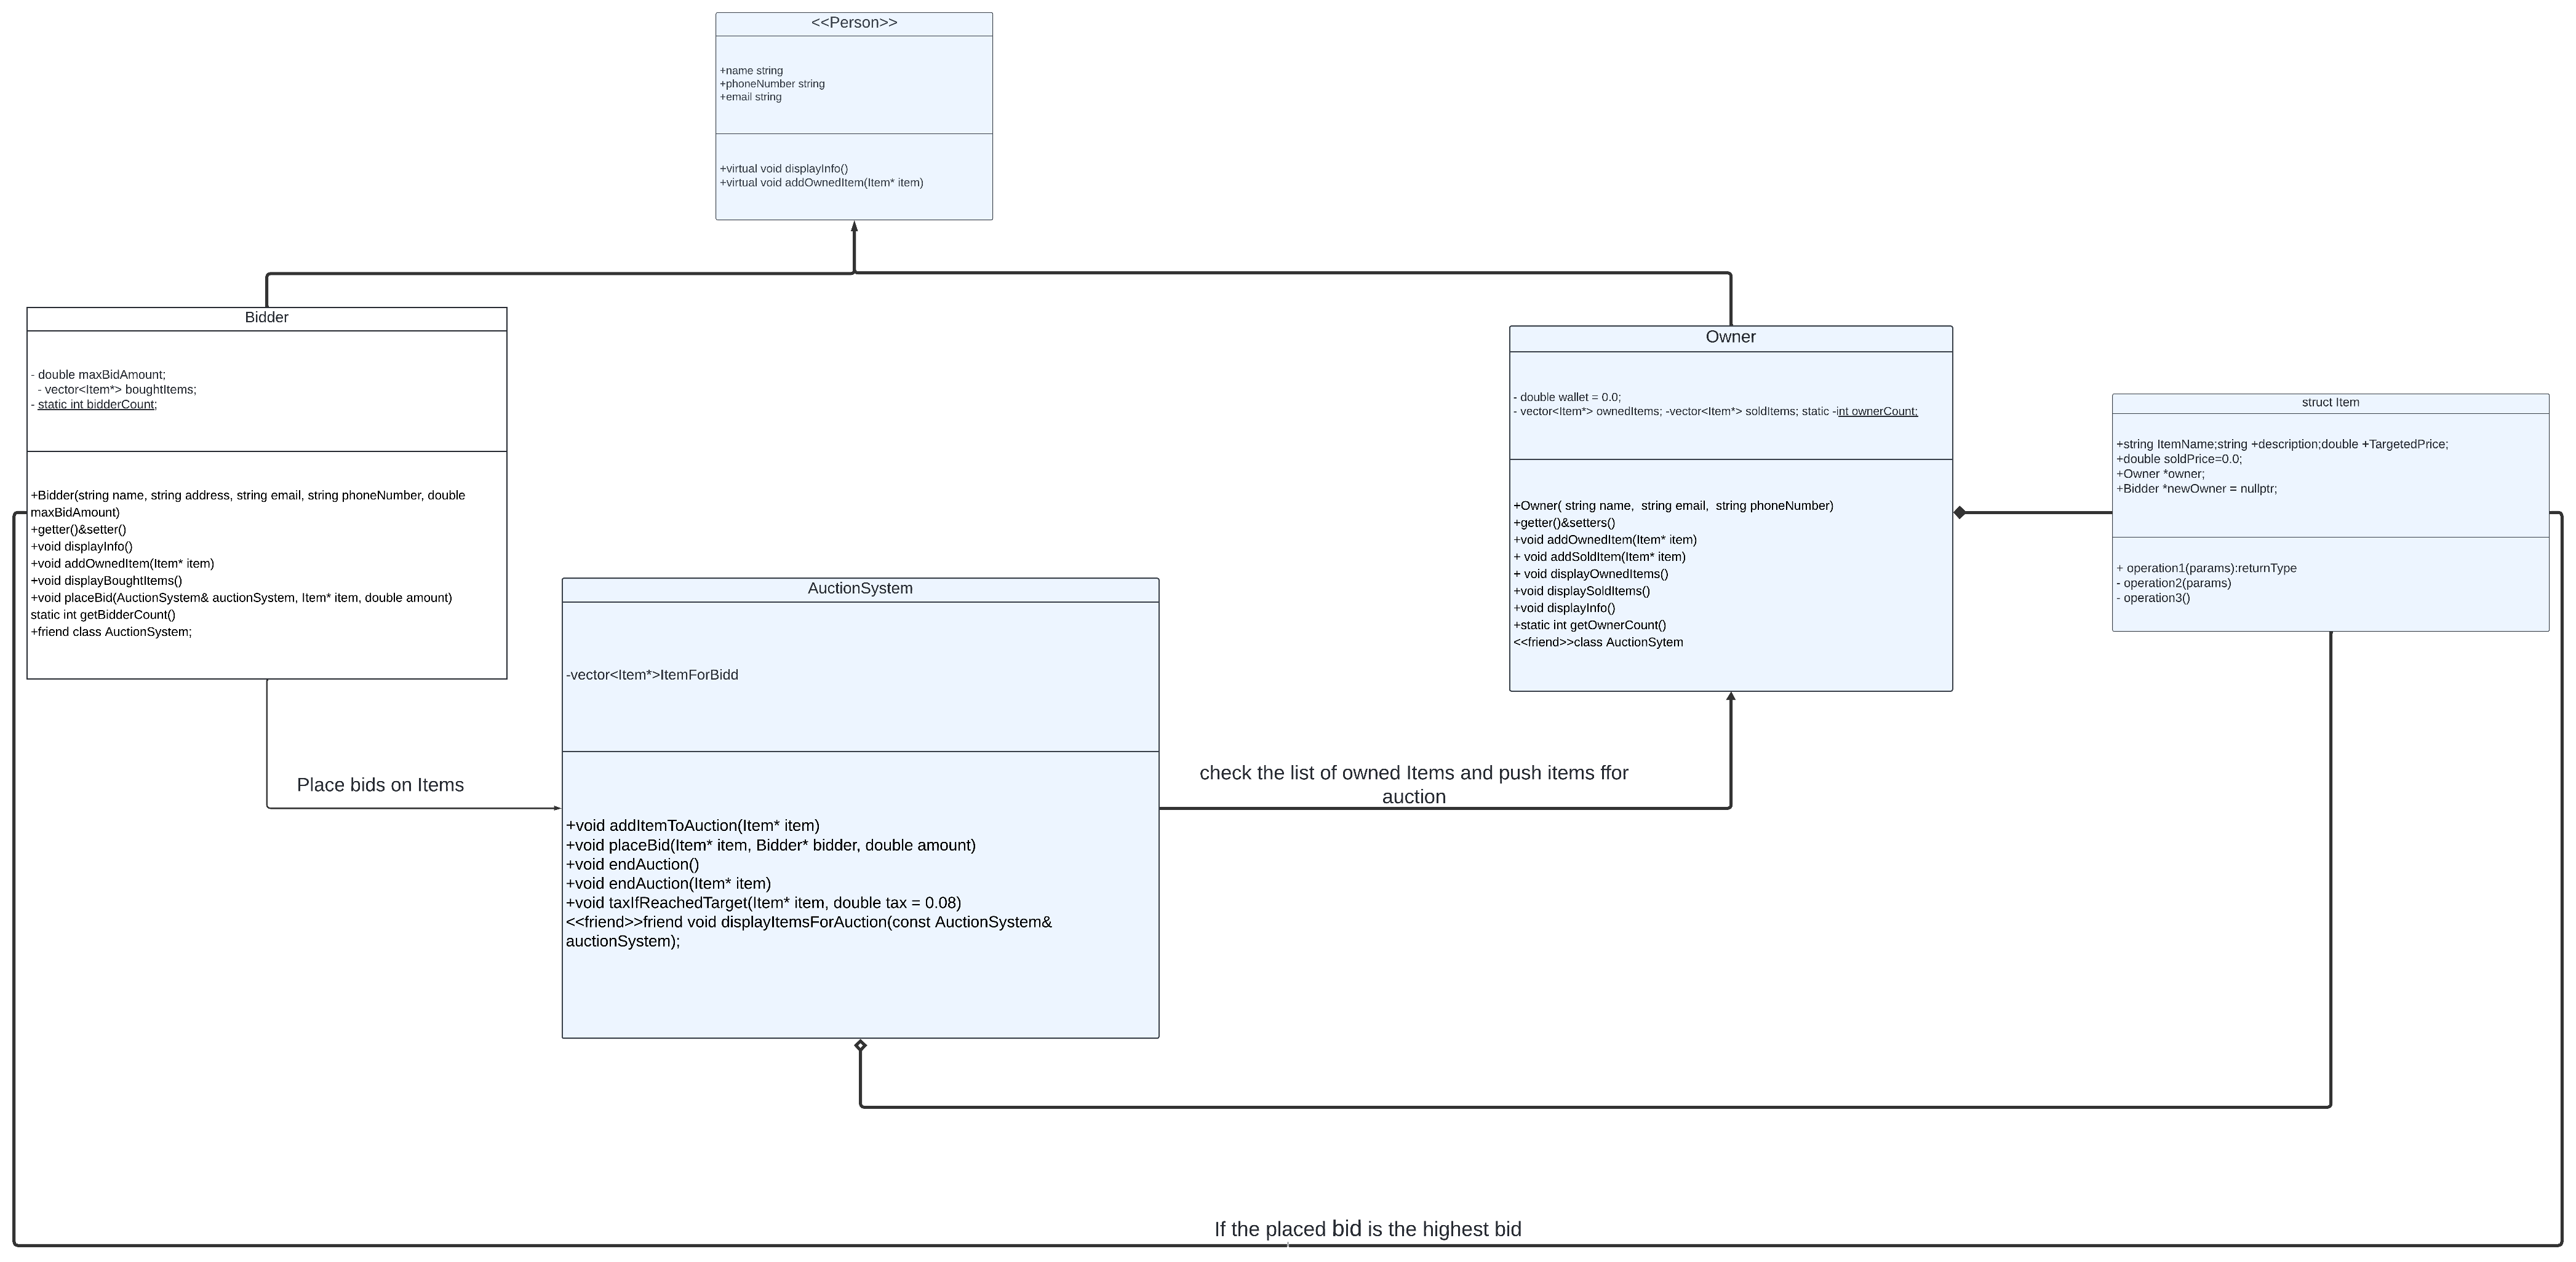 <<Person>>
+name string
+phoneNumber string
+email string
+virtual void displayInfo()
+virtual void addOwnedItem(Item* item)
Bidder
- double maxBidAmount;
- vector<Item*> boughtItems;
- static int bidderCount;
+Bidder(string name, string address, string email, string phoneNumber, double
maxBidAmount)
+getter()&setter()
+void displayInfo()
+void addOwnedItem(Item* item)
+void displayBoughtItems()
+void placeBid(AuctionSystem& auctionSystem, Item* item, double amount)
static int getBidderCount()
+friend class AuctionSystem;
Owner
- double wallet = 0.0;
- vector<Item*> ownedItems; -vector<Item*> soldItems; static -int ownerCount;
+Owner( string name,  string email,  string phoneNumber)
+getter()&setters()
+void addOwnedItem(Item* item)
+ void addSoldItem(Item* item)
+ void displayOwnedItems()
+void displaySoldItems()
+void displayInfo()
+static int getOwnerCount()
<<friend>>class AuctionSytem
struct Item
+string ItemName;string +description;double +TargetedPrice;
+double soldPrice=0.0;
+Owner *owner;
+Bidder *newOwner = nullptr;
+ operation1(params):returnType
- operation2(params)
- operation3()
AuctionSystem
-vector<Item*>ItemForBidd
+void addItemToAuction(Item* item)
+void placeBid(Item* item, Bidder* bidder, double amount)
+void endAuction()
+void endAuction(Item* item)
+void taxIfReachedTarget(Item* item, double tax = 0.08)
<<friend>>friend void displayItemsForAuction(const AuctionSystem&
auctionSystem);
Place bids on Items
check the list of owned Items and push items ffor
auction
If the placed bid is the highest bid